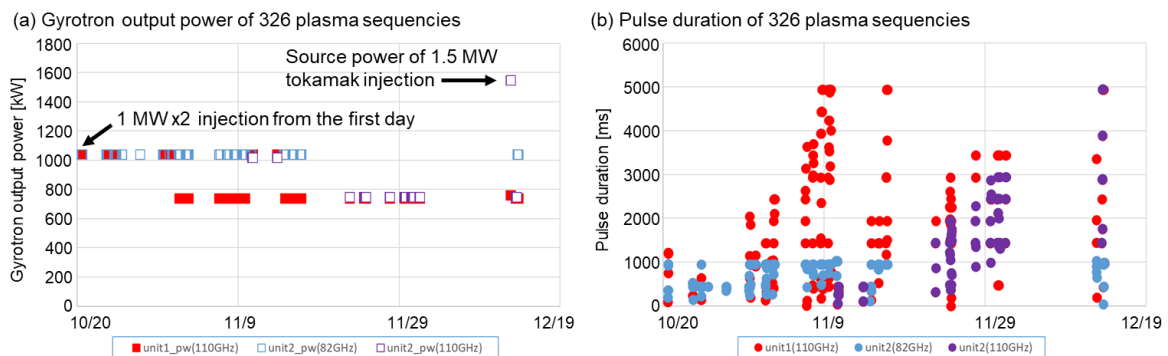 (a) Gyrotron output power of 326 plasma sequencies
Gyrotron output power [kW]
1800
1600
1400
1200
1000
800
600
400
200
0
Source power of 1.5 MW
tokamak injection
1 MW x2 injection from the first day
10/20 11/9 11/29 12/19
unit1_pw(110GHz) unit2_pw(82GHz) unit2_pw(110GHz)
(b) Pulse duration of 326 plasma sequencies
Pulse duration [ms]
6000
5000
4000
3000
2000
1000
0
10/20 11/9 11/29 12/19
unit1(110GHz) unit2(82GHz) unit2(110GHz)